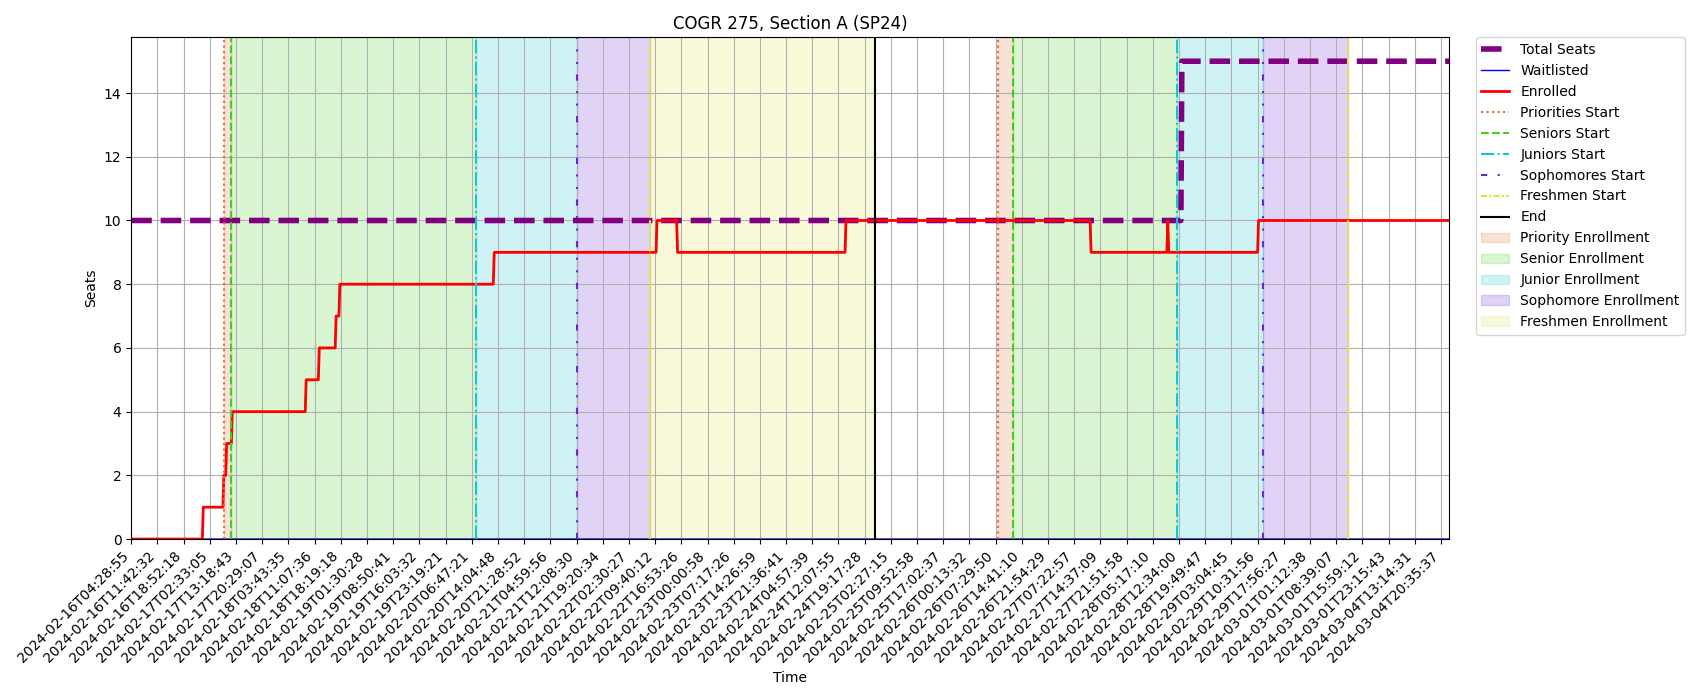 COGR 275, Section A (SP24)
Total Seats
Waitlisted
Enrolled
Priorities Start
Seniors Start
Juniors Start
Sophomores Start
Freshmen Start
End
Priority Enrollment
Senior Enrollment
Junior Enrollment
Sophomore Enrollment
Freshmen Enrollment
Seats
14
12
10
8
6
4
2
0
2024-02-16T04:28:55
2024-02-16T11:42:32
2024-02-16T18:52:18
2024-02-17T02:33:05
2024-02-17T13:18:43
2024-02-17T20:29:07
2024-02-18T03:43:35
2024-02-18T11:07:36
2024-02-18T18:19:18
2024-02-19T01:30:28
2024-02-19T08:50:41
2024-02-19T16:03:32
2024-02-19T23:19:21
2024-02-20T06:47:21
2024-02-20T14:04:48
2024-02-20T21:28:52
2024-02-21T04:59:56
2024-02-21T12:08:30
2024-02-21T19:20:34
2024-02-22T02:30:27
2024-02-22T09:40:12
2024-02-22T16:53:26
2024-02-23T00:00:58
2024-02-23T07:17:26
2024-02-23T14:26:59
2024-02-23T21:36:41
2024-02-24T04:57:39
2024-02-24T12:07:55
2024-02-24T19:17:28
2024-02-25T02:27:15
2024-02-25T09:52:58
2024-02-25T17:02:37
2024-02-26T00:13:32
2024-02-26T07:29:50
2024-02-26T14:41:10
2024-02-26T21:54:29
2024-02-27T07:22:57
2024-02-27T14:37:09
2024-02-27T21:51:58
2024-02-28T05:17:10
2024-02-28T12:34:00
2024-02-28T19:49:47
2024-02-29T03:04:45
2024-02-29T10:31:56
2024-02-29T17:56:27
2024-03-01T01:12:38
2024-03-01T08:39:07
2024-03-01T15:59:12
2024-03-01T23:15:43
2024-03-04T13:14:31
2024-03-04T20:35:37
Time